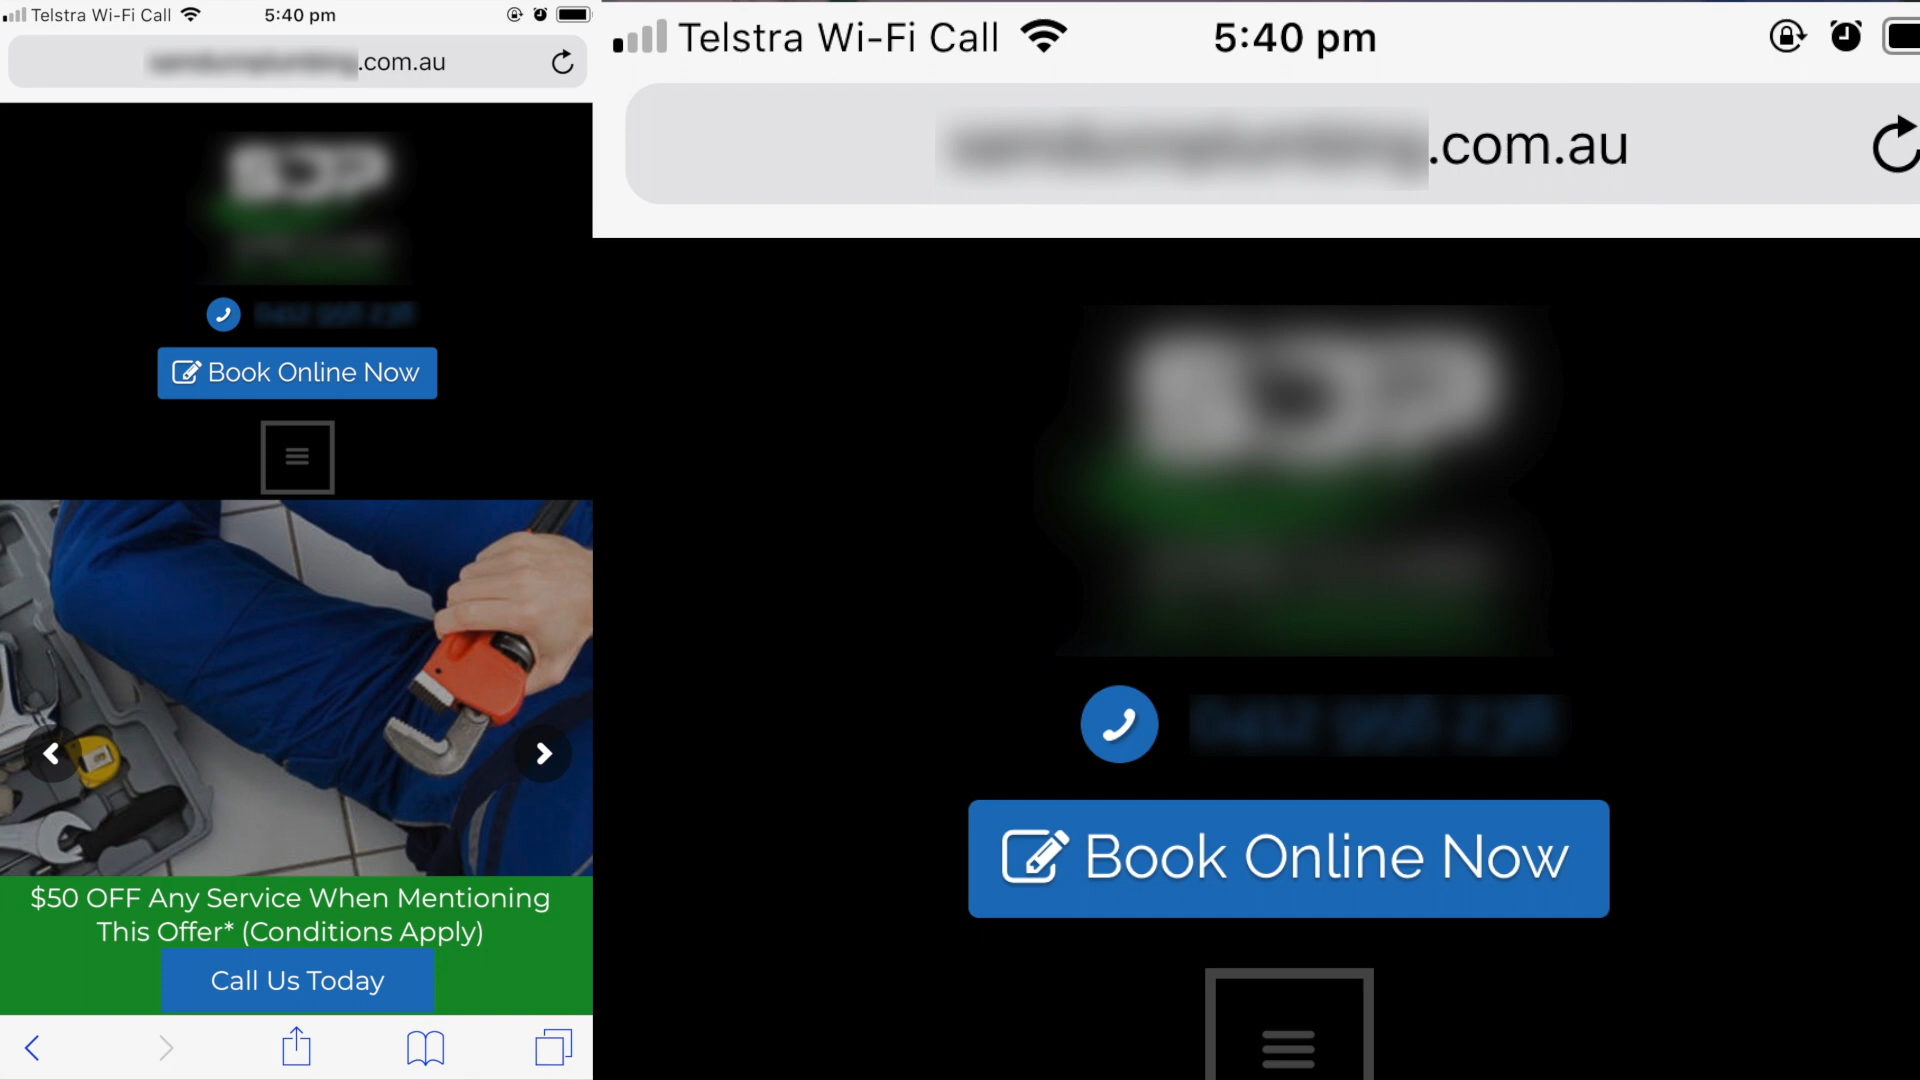 Telstra Wi-Fi Call 5:40 pm
.com.au
Book Online Now
$50 OFF Any Service When Mentioning
This Offer* (Conditions Apply)
Call Us Today
Telstra Wi-Fi Call 5:40 pm
.com.au
Book Online Now